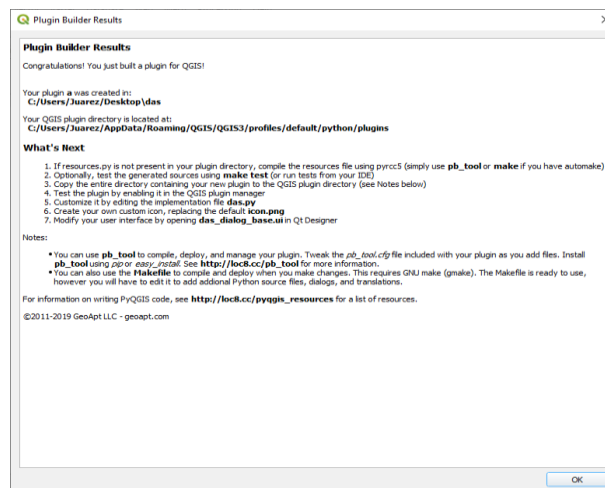 Plugin Builder Results
Plugin Builder Results
Congratulations! You just built a plugin for QGIS!
Your plugin a was created in:
C:/Users/Juarez/Desktop\das
Your QGIS plugin directory is located at:
C:/Users/Juarez/AppData/Roaming/QGIS/QGIS3/profiles/default/python/plugins
What's Next
1. If resources.py is not present in your plugin directory, compile the resources file using pyrcc5 (simply use pb_tool or make if you have automake)
2. Optionally, test the generated sources using make test (or run tests from your IDE)
3. Copy the entire directory containing your new plugin to the QGIS plugin directory (see Notes below)
4. Test the plugin by enabling it in the QGIS plugin manager
5. Customize it by editing the implementation file das.py
6. Create your own custom icon, replacing the default icon.png
7. Modify your user interface by opening das_dialog_base.ui in Qt Designer
Notes:
• You can use pb_tool to compile, deploy, and manage your plugin. Tweak the pb_tool.cfg file included with your plugin as you add files. Install
pb_tool using pip or easy_install. See http://loc8.cc/pb_tool for more information.
• You can also use the Makefile to compile and deploy when you make changes. This requires GNU make (gmake). The Makefile is ready to use,
however you will have to edit it to add addional Python source files, dialogs, and translations.
For information on writing PyQGIS code, see http://loc8.cc/pyqgis_resources for a list of resources.
©2011-2019 GeoApt LLC - geoapt.com
OK